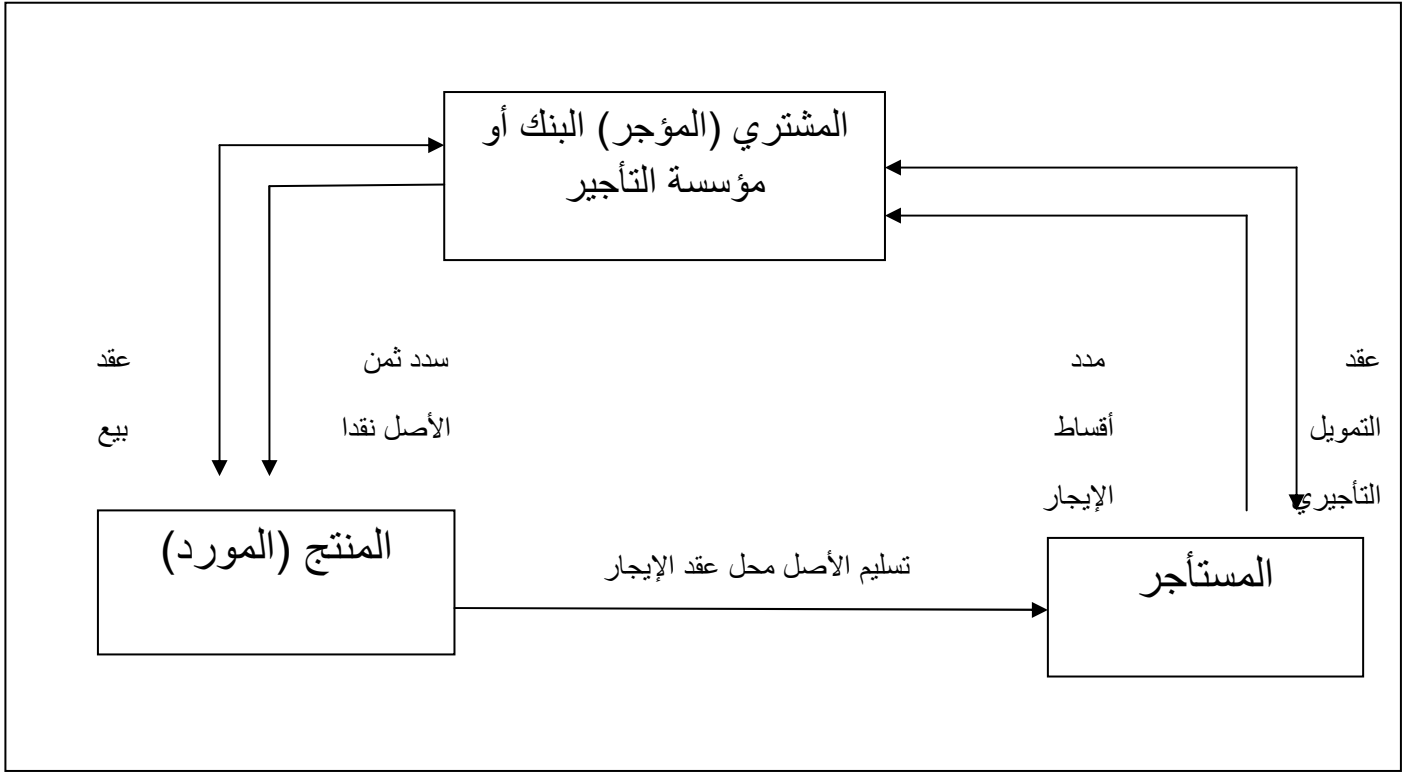 المشتري (المؤجر) البنك أو
مؤسسة التأجير
عقد
التمويل
التأجيري
مدد
أقساط
الإيجار
سدد ثمن
الأصل نقدا
عقد
بيع
المستأجر
تسليم الأصل محل عقد الإيجار
المنتج (المورد)